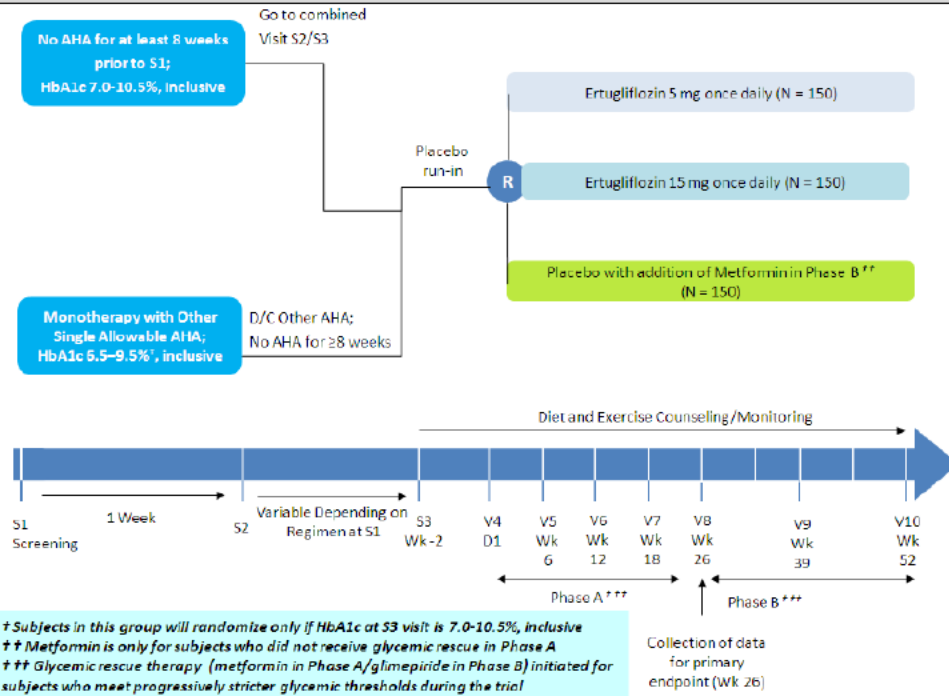 Go to combined
Visit S2/S3
No AHA for at least 8 weeks
prior to S1;
HbA1c 7.0-10.5%, inclusive
Ertugliflozin 5 mg once daily (N = 150)
Placebo
run-in
R
Ertugliflozin 15 mg once daily (N = 150)
Placebo with addition of Metformin in Phase B††
(N = 150)
Monotherapy with Other
Single Allowable AHA;
HbA1c 6.5–9.5%†, inclusive
D/C Other AHA;
No AHA for ≥8 weeks
Diet and Exercise Counseling/Monitoring
S1
Screening
1 Week
S2
Variable Depending on
Regimen at S1
S3
Wk -2
V4
D1
V5
Wk
6
V6
Wk
12
V7
Wk
18
V8
Wk
26
V9
Wk
39
V10
Wk
52
Phase A†††
Phase B†††
Collection of data
for primary
endpoint (Wk 26)
† Subjects in this group will randomize only if HbA1c at S3 visit is 7.0-10.5%, inclusive
†† Metformin is only for subjects who did not receive glycemic rescue in Phase A
††† Glycemic rescue therapy (metformin in Phase A/glimepiride in Phase B) initiated for
subjects who meet progressively stricter glycemic thresholds during the trial